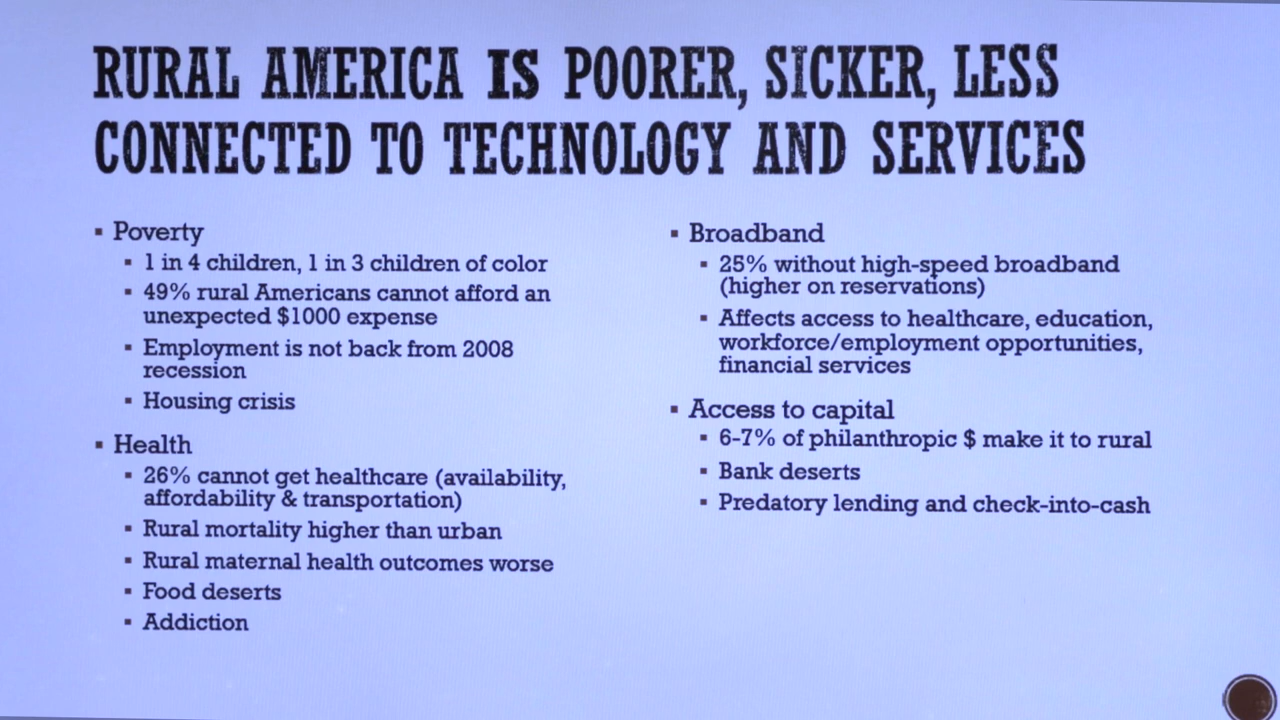 RURAL AMERICA IS POORER, SICKER, LESS
CONNECTED TO TECHNOLOGY AND SERVICES
▪ Poverty
▪ 1 in 4 children, 1 in 3 children of color
▪ 49% rural Americans cannot afford an
unexpected $1000 expense
▪ Employment is not back from 2008
recession
▪ Housing crisis
▪ Health
▪ 26% cannot get healthcare (availability,
affordability & transportation)
▪ Rural mortality higher than urban
▪ Rural maternal health outcomes worse
▪ Food deserts
▪ Addiction
▪ Broadband
▪ 25% without high-speed broadband
(higher on reservations)
▪ Affects access to healthcare, education,
workforce/employment opportunities,
financial services
▪ Access to capital
▪ 6-7% of philanthropic $ make it to rural
▪ Bank deserts
▪ Predatory lending and check-into-cash